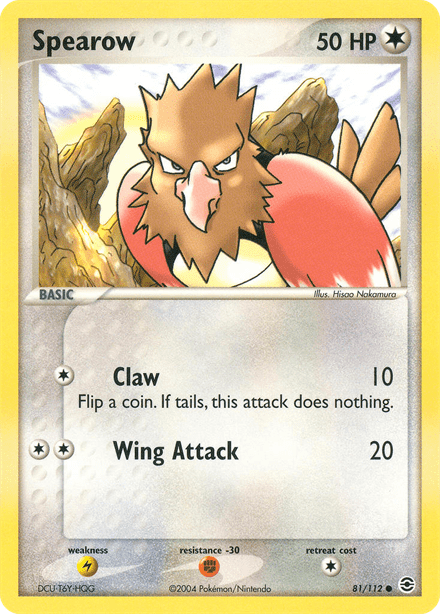 Spearow 50 HP
BASIC
Illus. Hisao Nakamura
Claw 10
Flip a coin. If tails, this attack does nothing.
Wing Attack 20
weakness resistance -30 retreat cost
DCU-T6Y-HQG ©2004 Pokémon/Nintendo 81/112